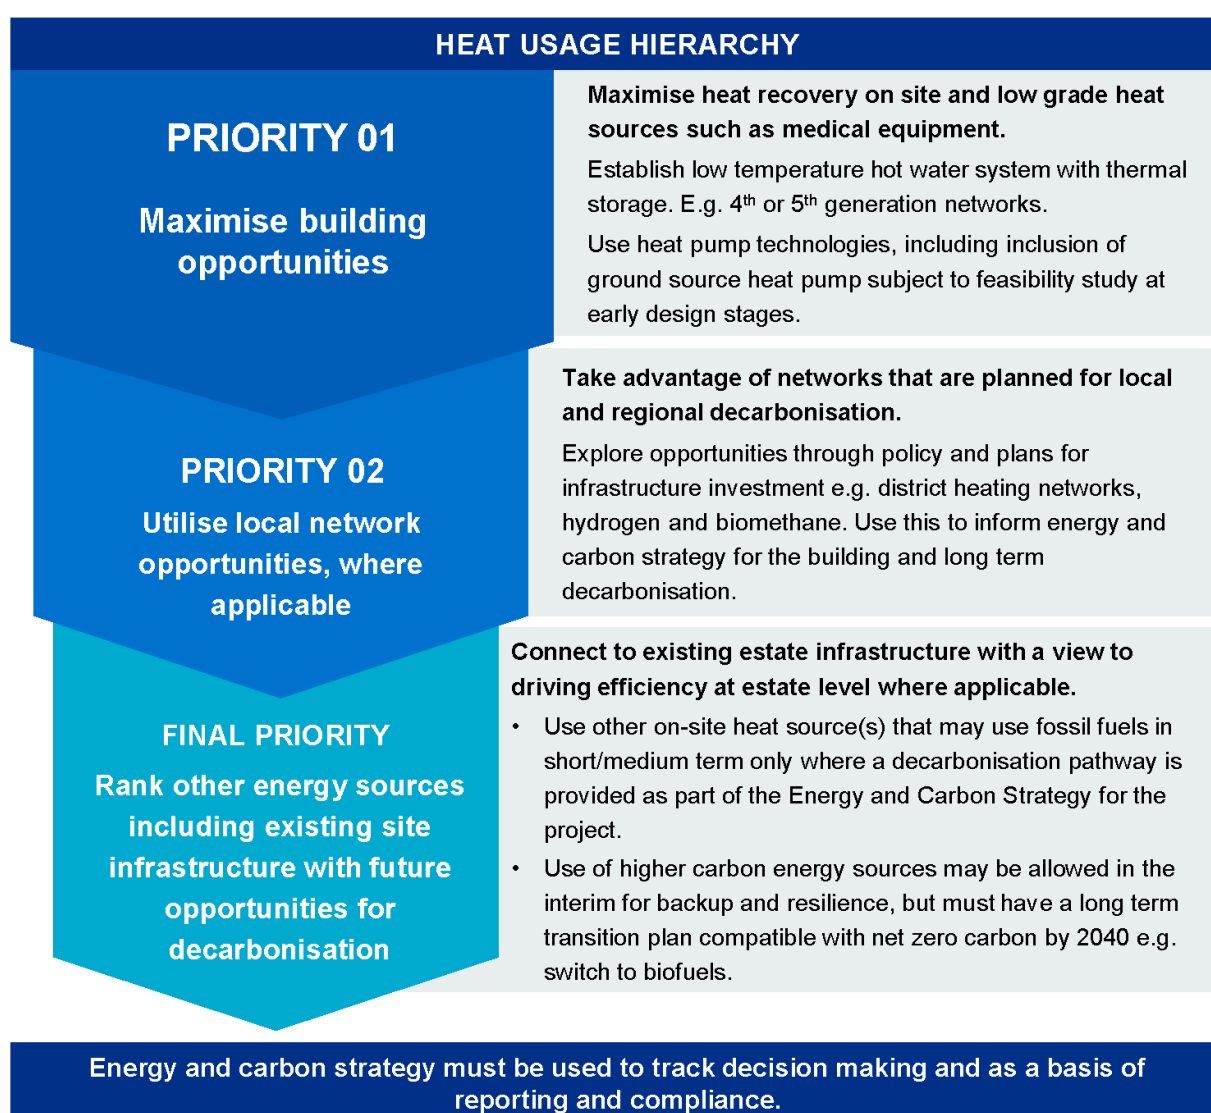 HEAT USAGE HIERARCHY
PRIORITY 01
Maximise building
opportunities
Maximise heat recovery on site and low grade heat
sources such as medical equipment.
Establish low temperature hot water system with thermal
storage. E.g. 4th or 5th generation networks.
Use heat pump technologies, including inclusion of
ground source heat pump subject to feasibility study at
early design stages.
PRIORITY 02
Utilise local network
opportunities, where
applicable
Take advantage of networks that are planned for local
and regional decarbonisation.
Explore opportunities through policy and plans for
infrastructure investment e.g. district heating networks,
hydrogen and biomethane. Use this to inform energy and
carbon strategy for the building and long term
decarbonisation.
FINAL PRIORITY
Rank other energy sources
including existing site
infrastructure with future
opportunities for
decarbonisation
Connect to existing estate infrastructure with a view to
driving efficiency at estate level where applicable.
• Use other on-site heat source(s) that may use fossil fuels in
short/medium term only where a decarbonisation pathway is
provided as part of the Energy and Carbon Strategy for the
project.
• Use of higher carbon energy sources may be allowed in the
interim for backup and resilience, but must have a long term
transition plan compatible with net zero carbon by 2040 e.g.
switch to biofuels.
Energy and carbon strategy must be used to track decision making and as a basis of
reporting and compliance.